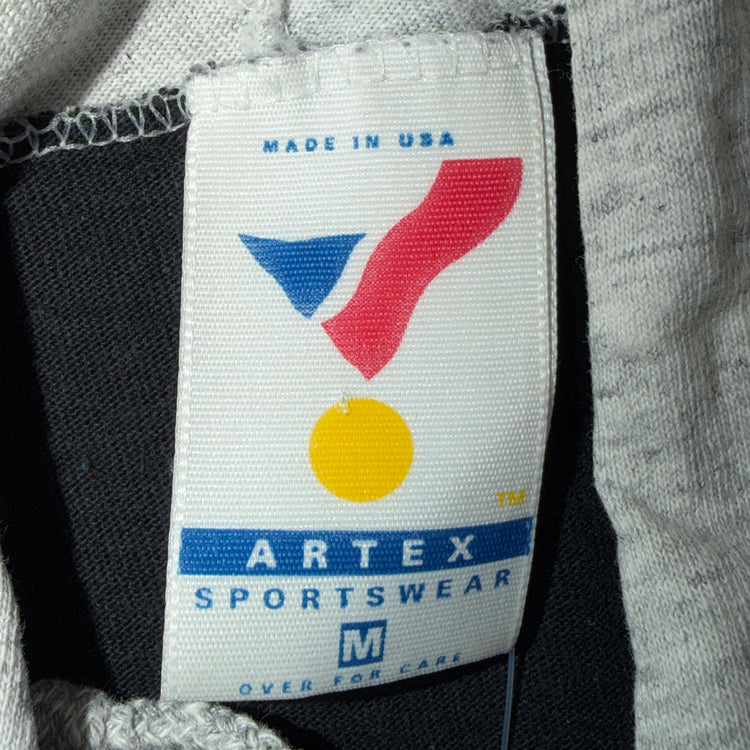 MADE IN USA
TM
ARTEX
SPORTSWEAR
M
OVER FOR CARE